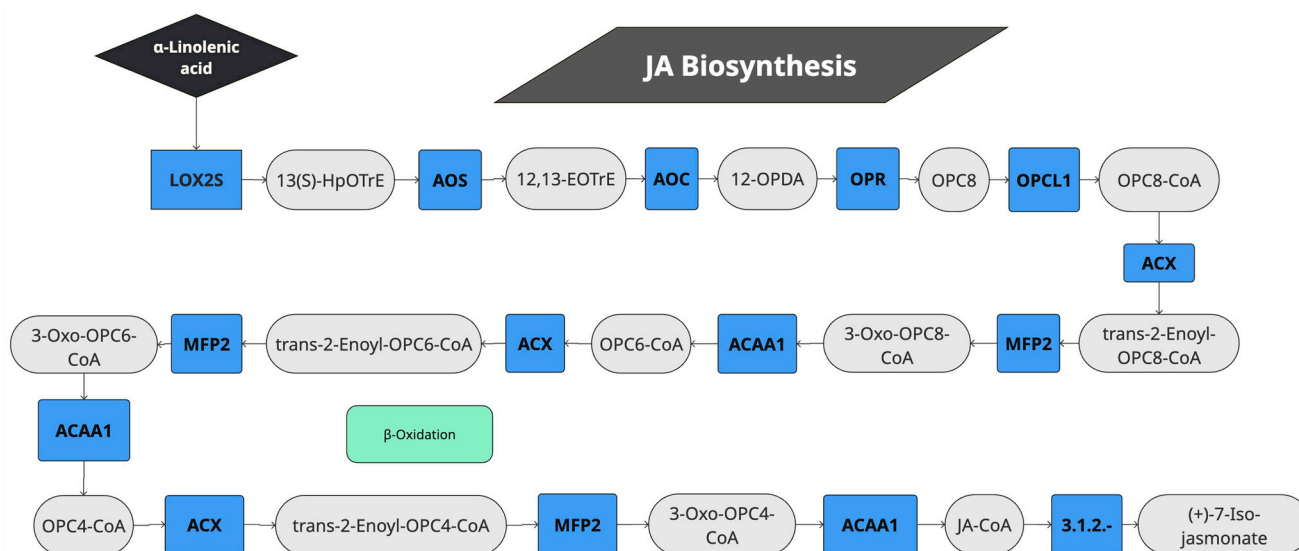 α-Linolenic
acid
JA Biosynthesis
LOX2S
13(S)-HpOTrE
AOS
12,13-EOTrE
AOC
12-OPDA
OPR
OPC8
OPCL1
OPC8-CoA
ACX
3-Oxo-OPC6-
CoA
MFP2
trans-2-Enoyl-OPC6-CoA
ACX
OPC6-CoA
ACAA1
3-Oxo-OPC8-
CoA
MFP2
trans-2-Enoyl-
OPC8-CoA
ACAA1
β-Oxidation
OPC4-CoA
ACX
trans-2-Enoyl-OPC4-CoA
MFP2
3-Oxo-OPC4-
CoA
ACAA1
JA-CoA
3.1.2.-
(+)-7-Iso-
jasmonate